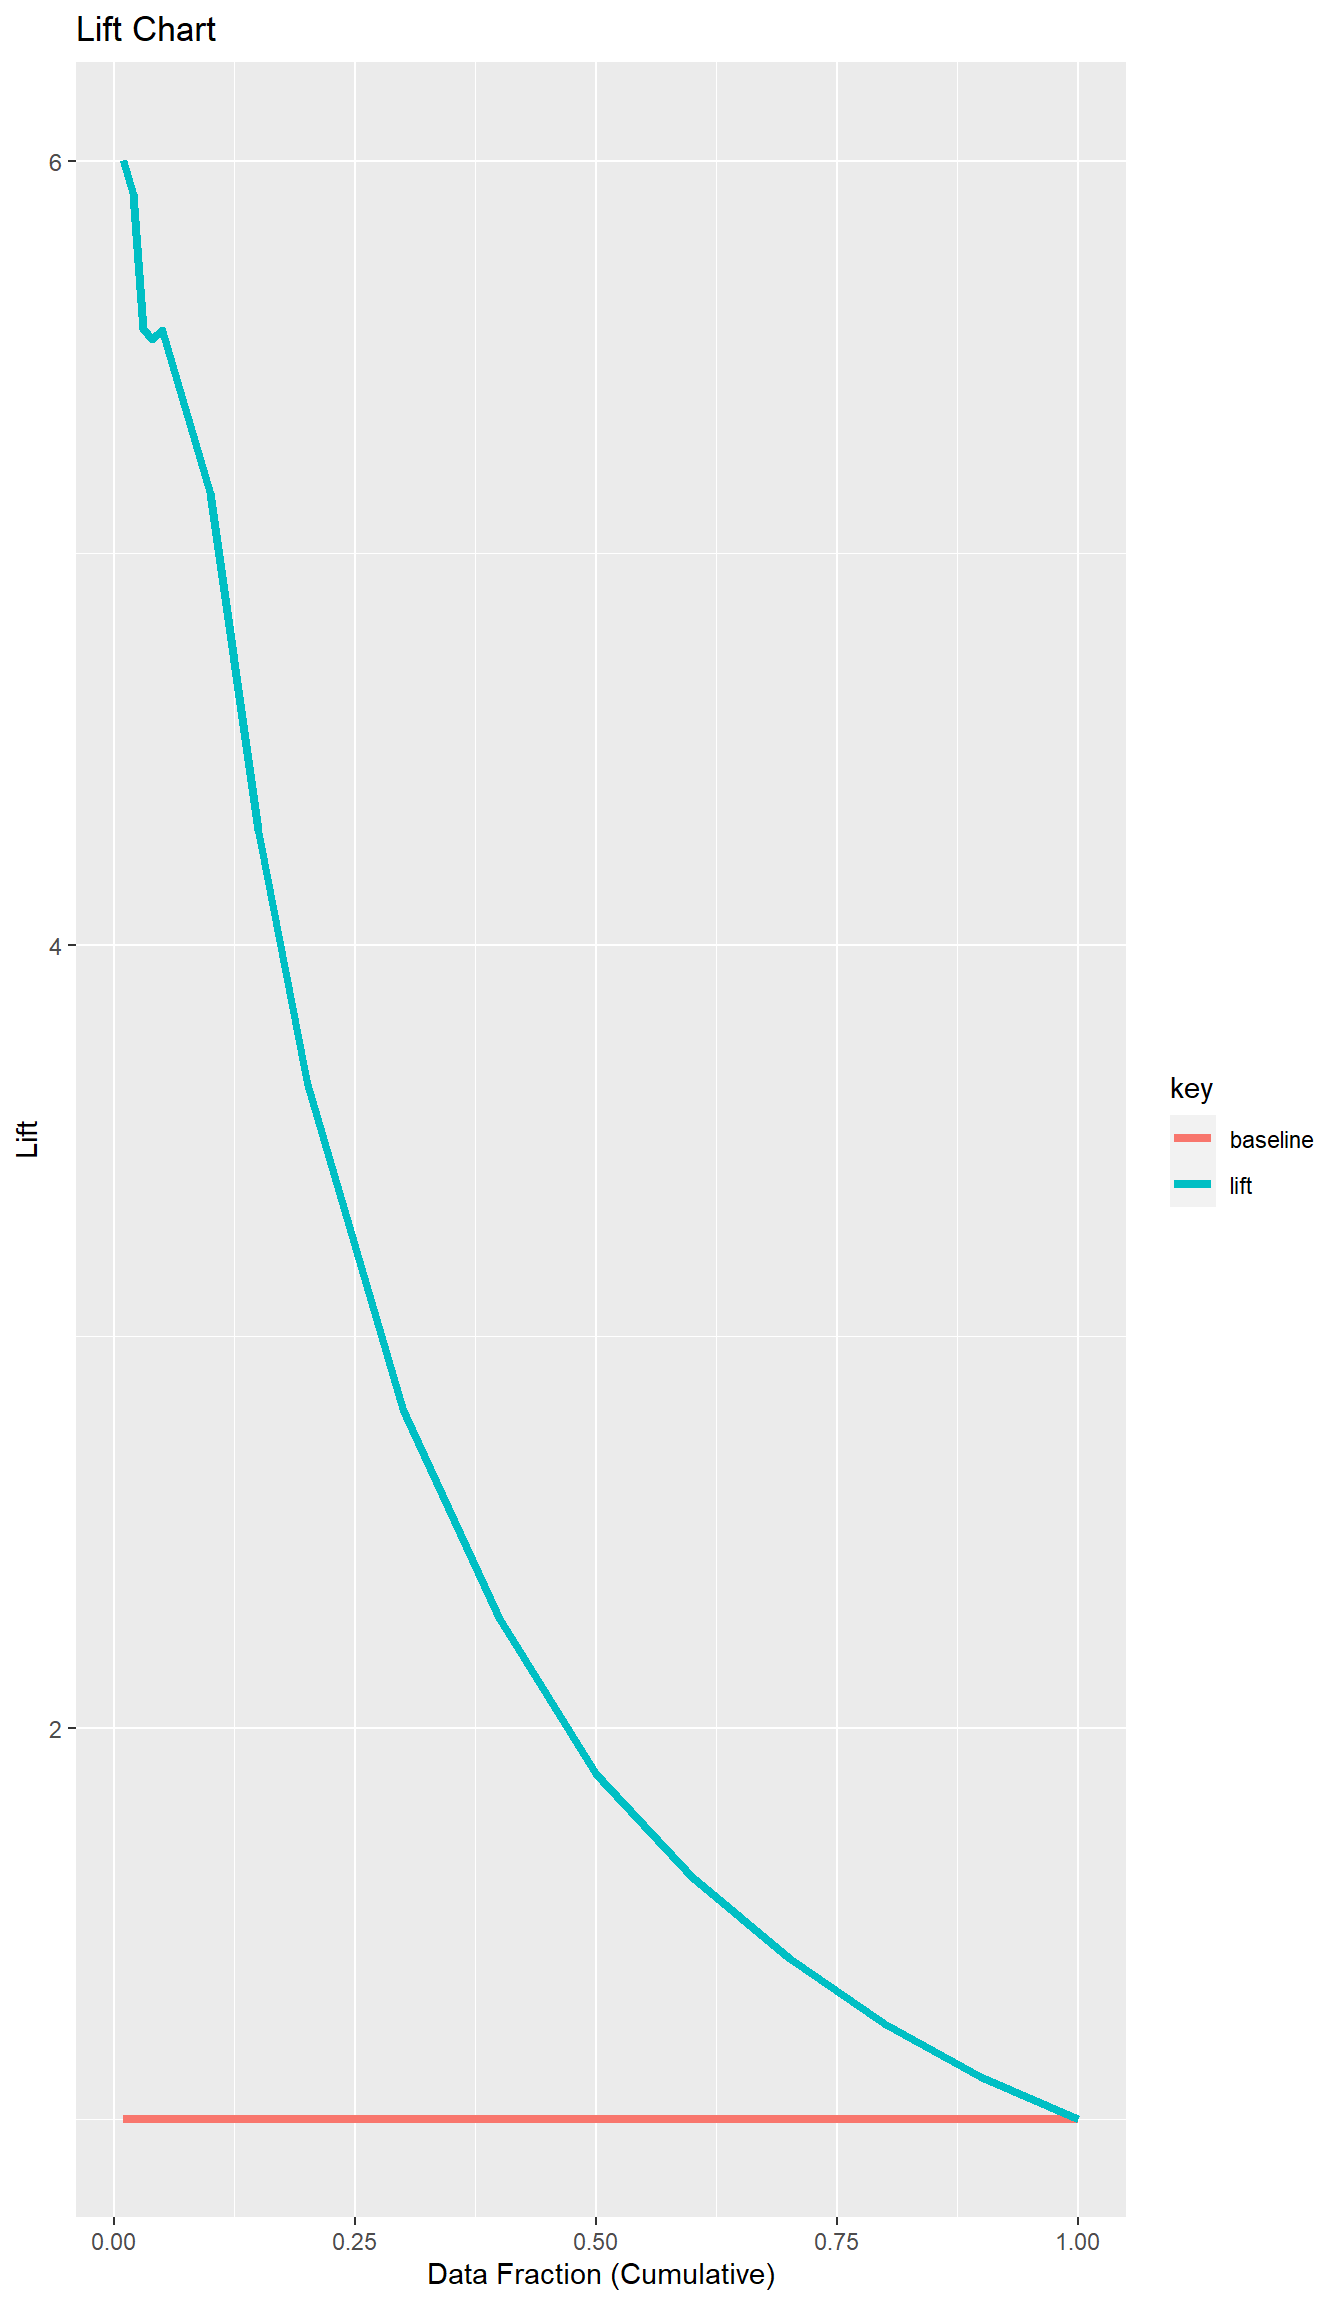 Lift Chart
6
4
2
Lift
0.00 0.25 0.50 0.75 1.00
Data Fraction (Cumulative)
key
baseline
lift